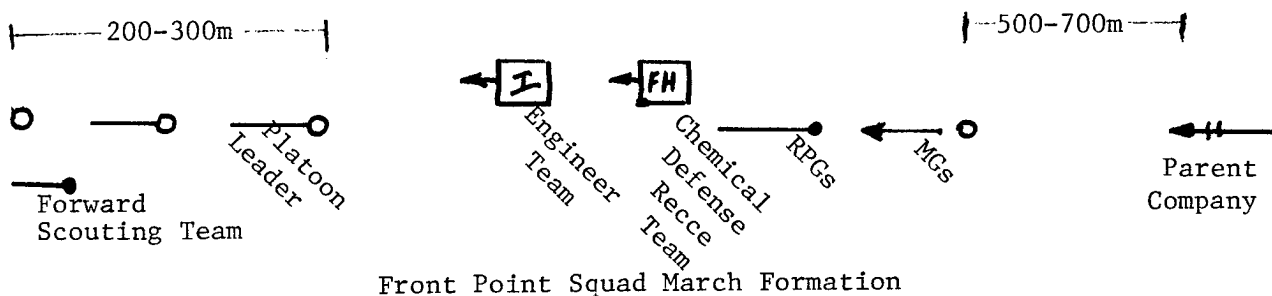 200-300m
500-700m
I
FH
Platoon
Leader
Engineer
Team
Chemical
Defense
Recce
Team
RPGs
MGs
Parent
Company
Forward
Scouting Team
Front Point Squad March Formation